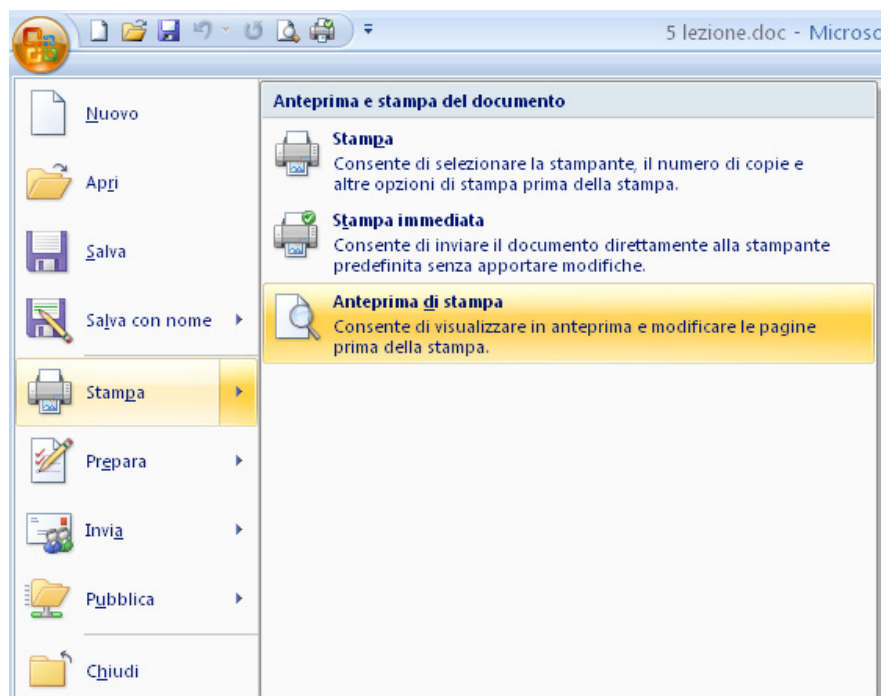 5 lezione.doc - Microsc
Nuovo
Apri
Salva
Salva con nome
Stampa
Prepara
Invia
Pubblica
Chiudi
Anteprima e stampa del documento
Stampa
Consente di selezionare la stampante, il numero di copie e
altre opzioni di stampa prima della stampa.
Stampa immediata
Consente di inviare il documento direttamente alla stampante
predefinita senza apportare modifiche.
Anteprima di stampa
Consente di visualizzare in anteprima e modificare le pagine
prima della stampa.